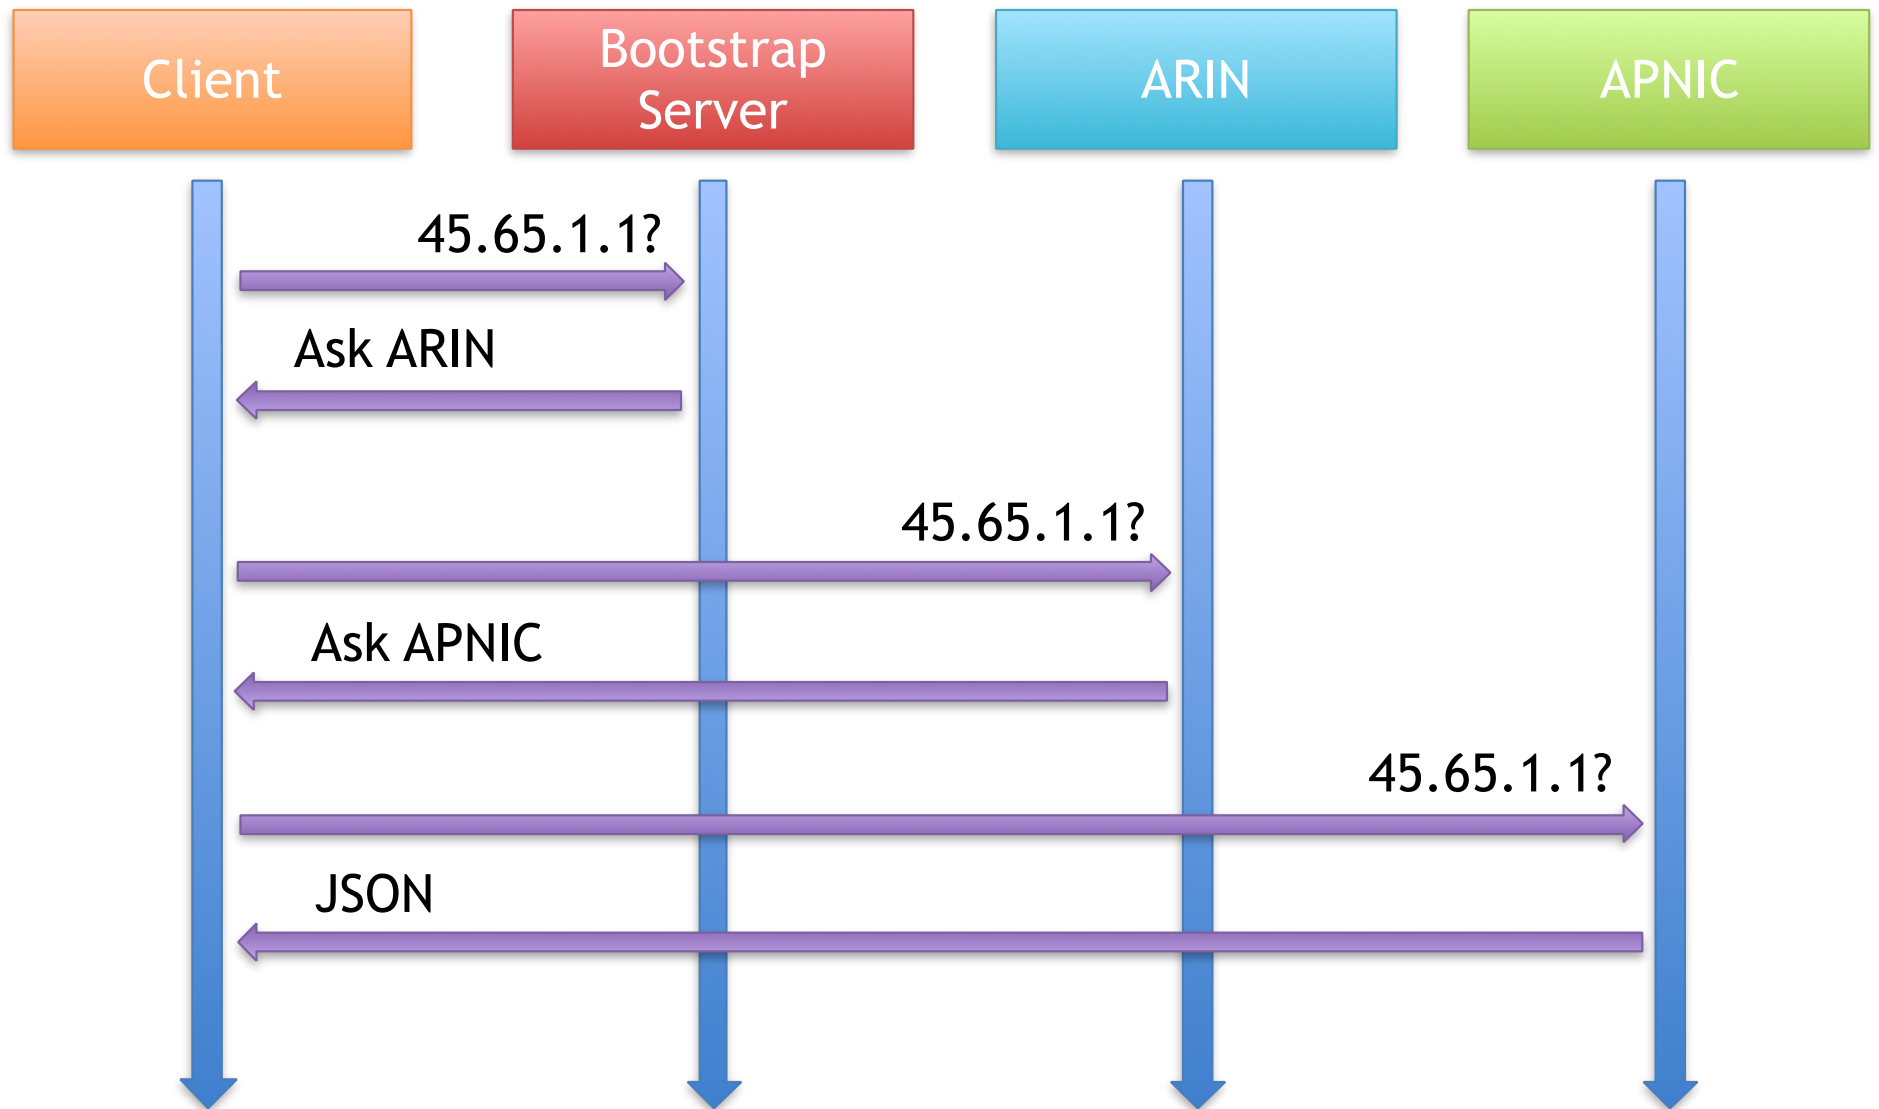 Client
Bootstrap
Server
ARIN
APNIC
45.65.1.1?
Ask ARIN
45.65.1.1?
Ask APNIC
45.65.1.1?
JSON